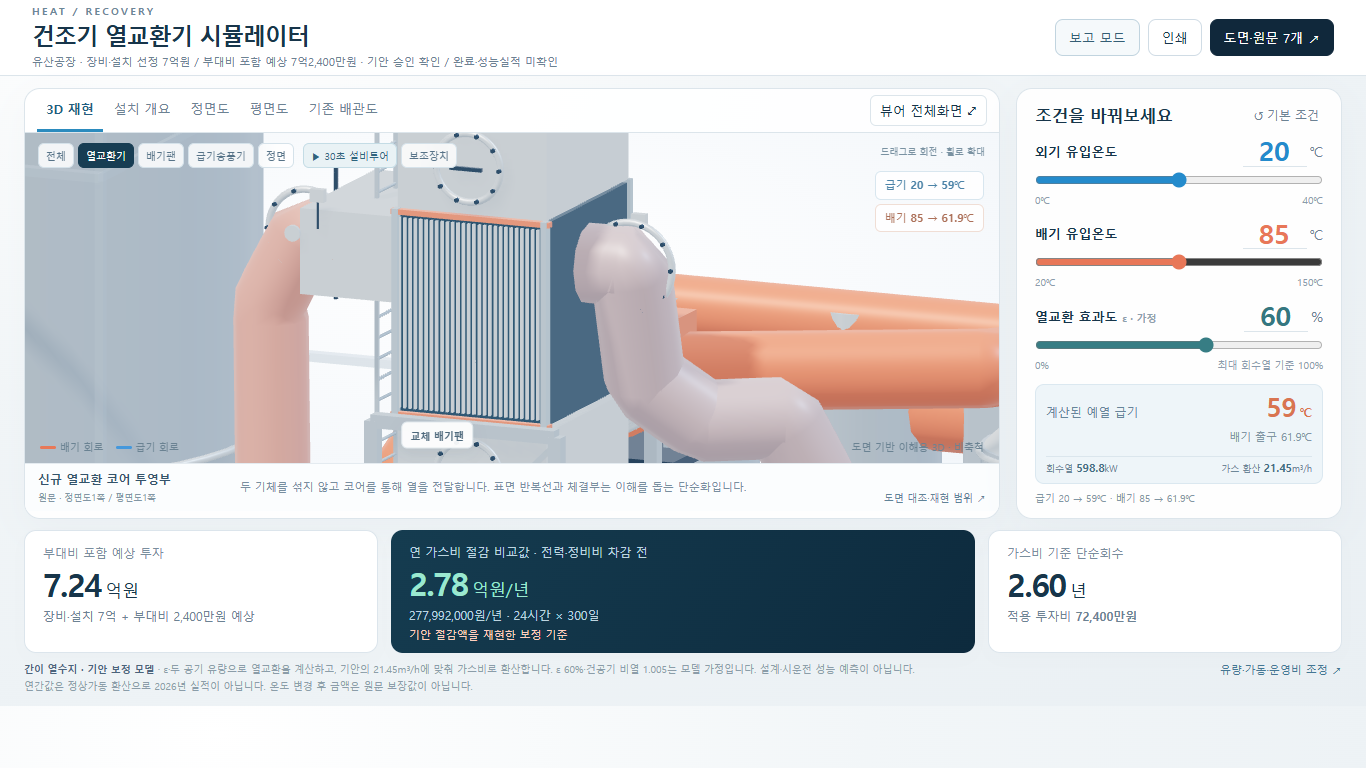 HEAT / RECOVERY
건조기 열교환기 시뮬레이터
유산공장 · 장비·설치 선정 7억원 / 부대비 포함 예상 7억2,400만원 · 기안 승인 확인 / 완료·성능실적 미확인
보고 모드
인쇄
도면·원문 7개 ↗
3D 재현
설치 개요
정면도
평면도
기존 배관도
뷰어 전체화면 ⤢
전체
열교환기
배기팬
급기송풍기
정면
▶ 30초 설비투어
보조장치
드래그로 회전 · 휠로 확대
급기 20 → 59℃
배기 85 → 61.9℃
교체 배기팬
배기 회로
급기 회로
도면 기반 이해용 3D · 비축척
신규 열교환 코어 투영부
원문 · 정면도1쪽 / 평면도1쪽
두 기체를 섞지 않고 코어를 통해 열을 전달합니다. 표면 반복선과 체결부는 이해를 돕는 단순화입니다.
도면 대조·재현 범위 ↗
조건을 바꿔보세요
↺ 기본 조건
외기 유입온도
20 ℃
0℃
40℃
배기 유입온도
85 ℃
20℃
150℃
열교환 효과도 ε · 가정
60 %
0%
최대 회수열 기준 100%
계산된 예열 급기
59 ℃
배기 출구 61.9℃
회수열 598.8kW
가스 환산 21.45m³/h
급기 20 → 59℃ · 배기 85 → 61.9℃
부대비 포함 예상 투자
7.24 억원
장비·설치 7억 + 부대비 2,400만원 예상
연 가스비 절감 비교값 · 전력·정비비 차감 전
2.78 억원/년
277,992,000원/년 · 24시간 × 300일
기안 절감액을 재현한 보정 기준
가스비 기준 단순회수
2.60 년
적용 투자비 72,400만원
간이 열수지 · 기안 보정 모델 · ε·두 공기 유량으로 열교환을 계산하고, 기안의 21.45m³/h에 맞춰 가스비로 환산합니다. ε 60%·건공기 비열 1.005는 모델 가정입니다. 설계·시운전 성능 예측이 아닙니다.
연간값은 정상가동 환산으로 2026년 실적이 아닙니다. 온도 변경 후 금액은 원문 보장값이 아닙니다.
유량·가동·운영비 조정 ↗